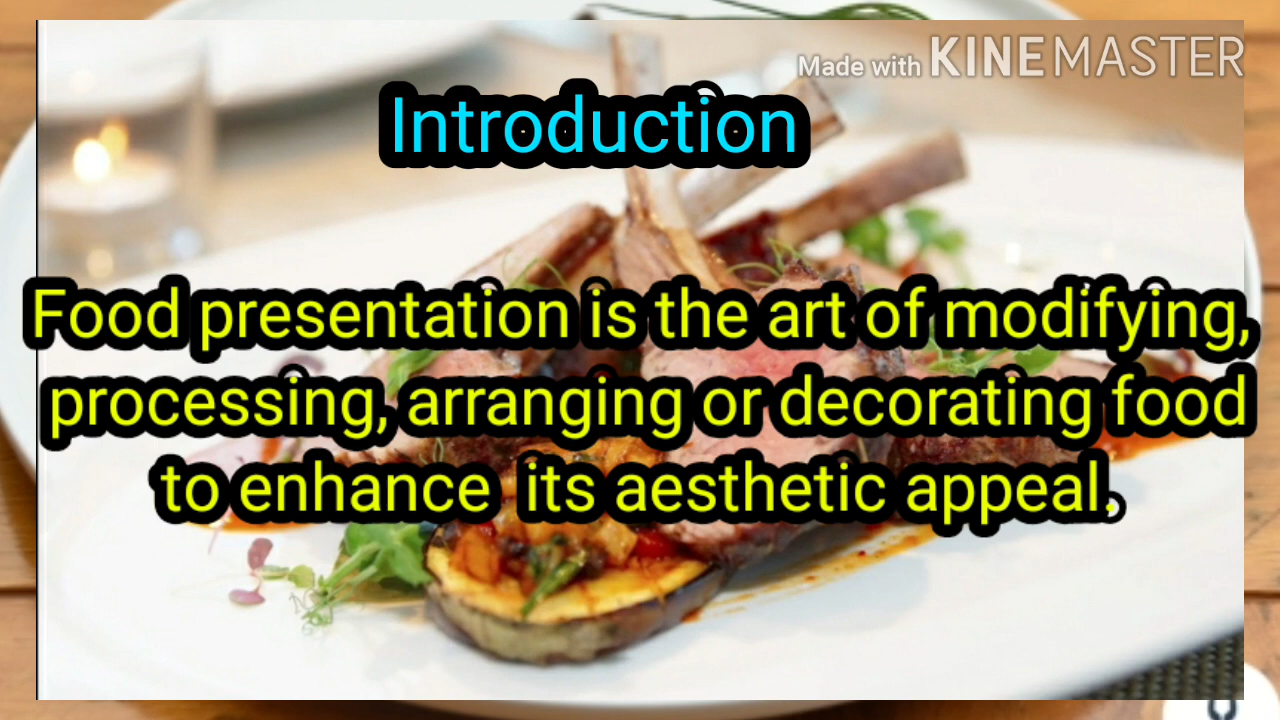 Made with KINEMASTER
Introduction
Food presentation is the art of modifying,
processing, arranging or decorating food
to enhance its aesthetic appeal.